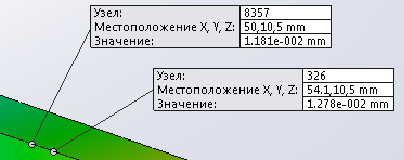 Узел: 8357
Местоположение X, Y, Z: 50,10,5 mm
Значение: 1.181e-002 mm
Узел: 326
Местоположение X, Y, Z: 54.1,10,5 mm
Значение: 1.278e-002 mm